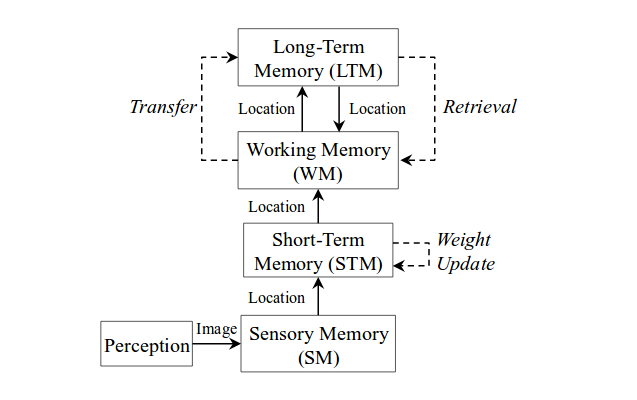 Long-Term
Memory (LTM)
Transfer
Location
Location
Retrieval
Working Memory
(WM)
Location
Short-Term
Memory (STM)
Weight
Update
Location
Image
Perception
Sensory Memory
(SM)